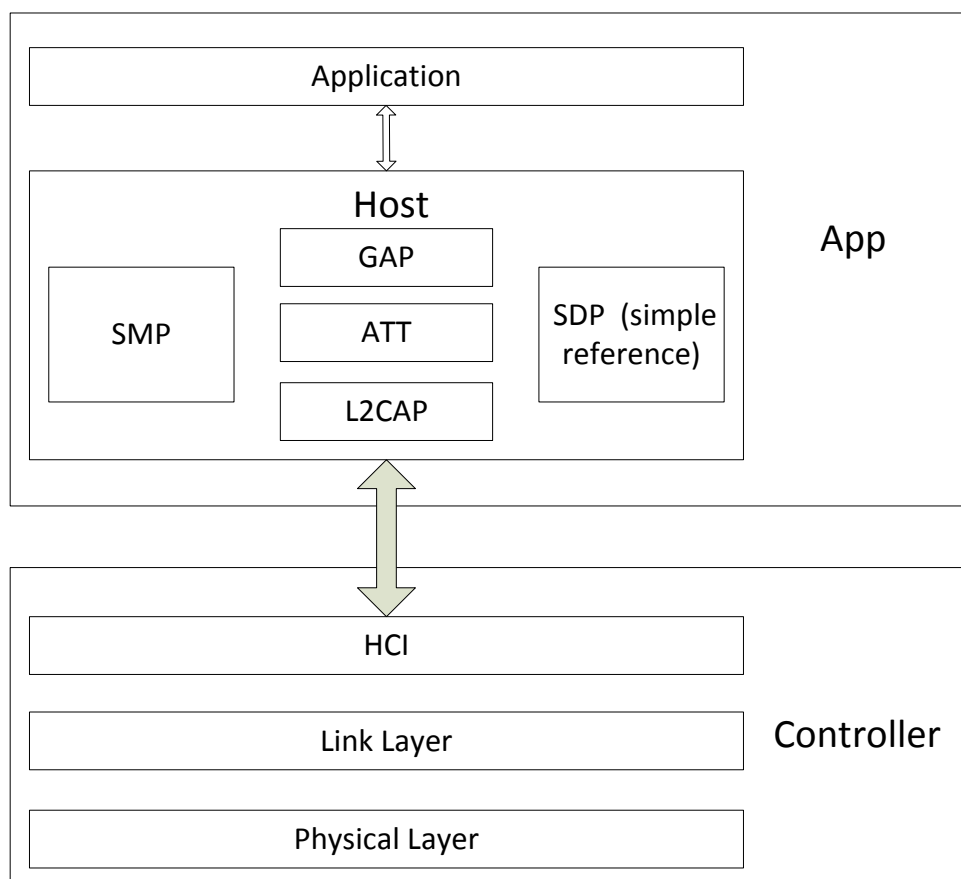 Application
Host
App
GAP
SMP
ATT
SDP (simple
reference)
L2CAP
HCI
Link Layer
Controller
Physical Layer